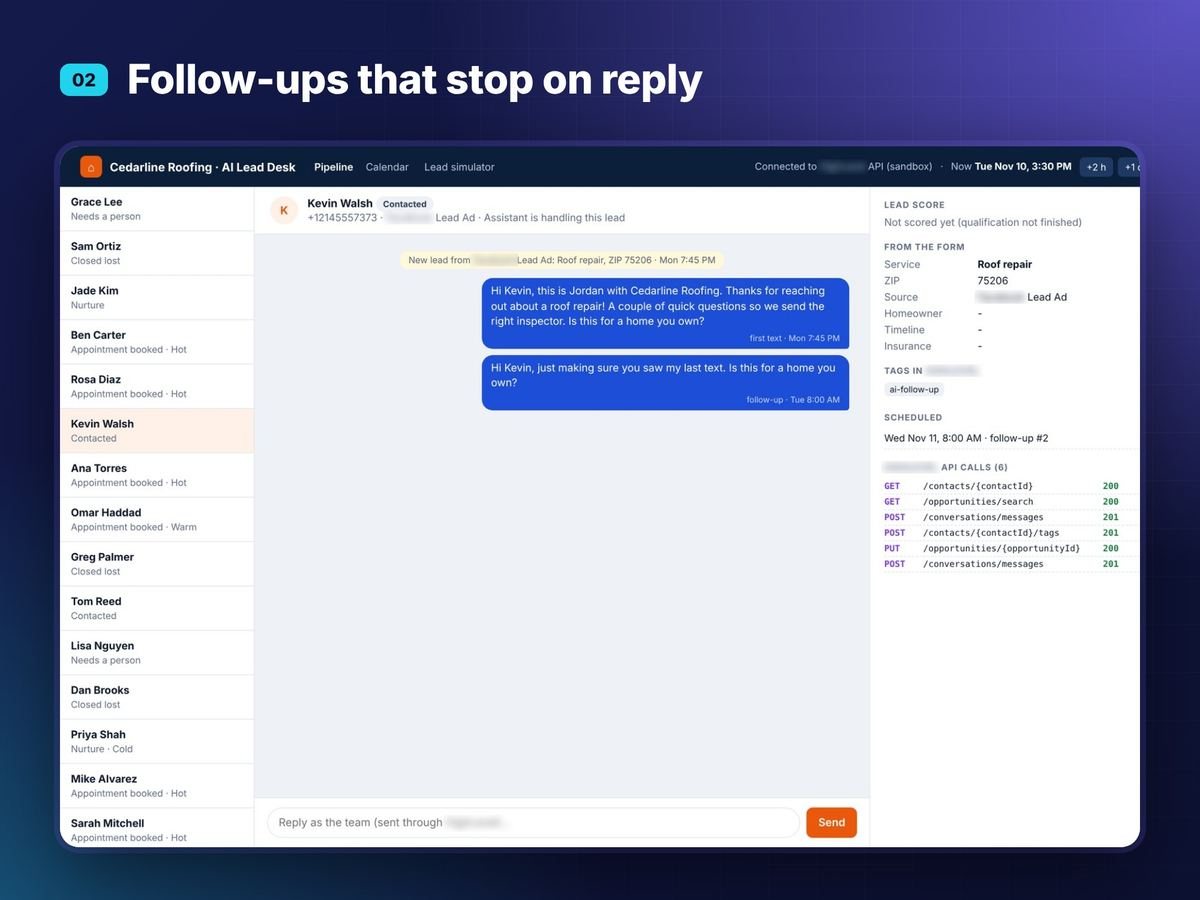 02
Follow-ups that stop on reply
Cedarline Roofing · AI Lead Desk
Pipeline
Calendar
Lead simulator
Connected to API (sandbox) · Now Tue Nov 10, 3:30 PM
+2 h
+1
Grace Lee
Needs a person
Sam Ortiz
Closed lost
Jade Kim
Nurture
Ben Carter
Appointment booked · Hot
Rosa Diaz
Appointment booked · Hot
Kevin Walsh
Contacted
Ana Torres
Appointment booked · Hot
Omar Haddad
Appointment booked · Warm
Greg Palmer
Closed lost
Tom Reed
Contacted
Lisa Nguyen
Needs a person
Dan Brooks
Closed lost
Priya Shah
Nurture · Cold
Mike Alvarez
Appointment booked · Hot
Sarah Mitchell
Appointment booked · Hot
K
Kevin Walsh Contacted
+12145557373 · Lead Ad · Assistant is handling this lead
New lead from Lead Ad: Roof repair, ZIP 75206 · Mon 7:45 PM
Hi Kevin, this is Jordan with Cedarline Roofing. Thanks for reaching
out about a roof repair! A couple of quick questions so we send the
right inspector. Is this for a home you own?
first text · Mon 7:45 PM
Hi Kevin, just making sure you saw my last text. Is this for a home you
own?
follow-up · Tue 8:00 AM
Reply as the team (sent through
Send
LEAD SCORE
Not scored yet (qualification not finished)
FROM THE FORM
Service Roof repair
ZIP 75206
Source Lead Ad
Homeowner -
Timeline -
Insurance -
TAGS IN
ai-follow-up
SCHEDULED
Wed Nov 11, 8:00 AM · follow-up #2
API CALLS (6)
GET /contacts/{contactId} 200
GET /opportunities/search 200
POST /conversations/messages 201
POST /contacts/{contactId}/tags 201
PUT /opportunities/{opportunityId} 200
POST /conversations/messages 201